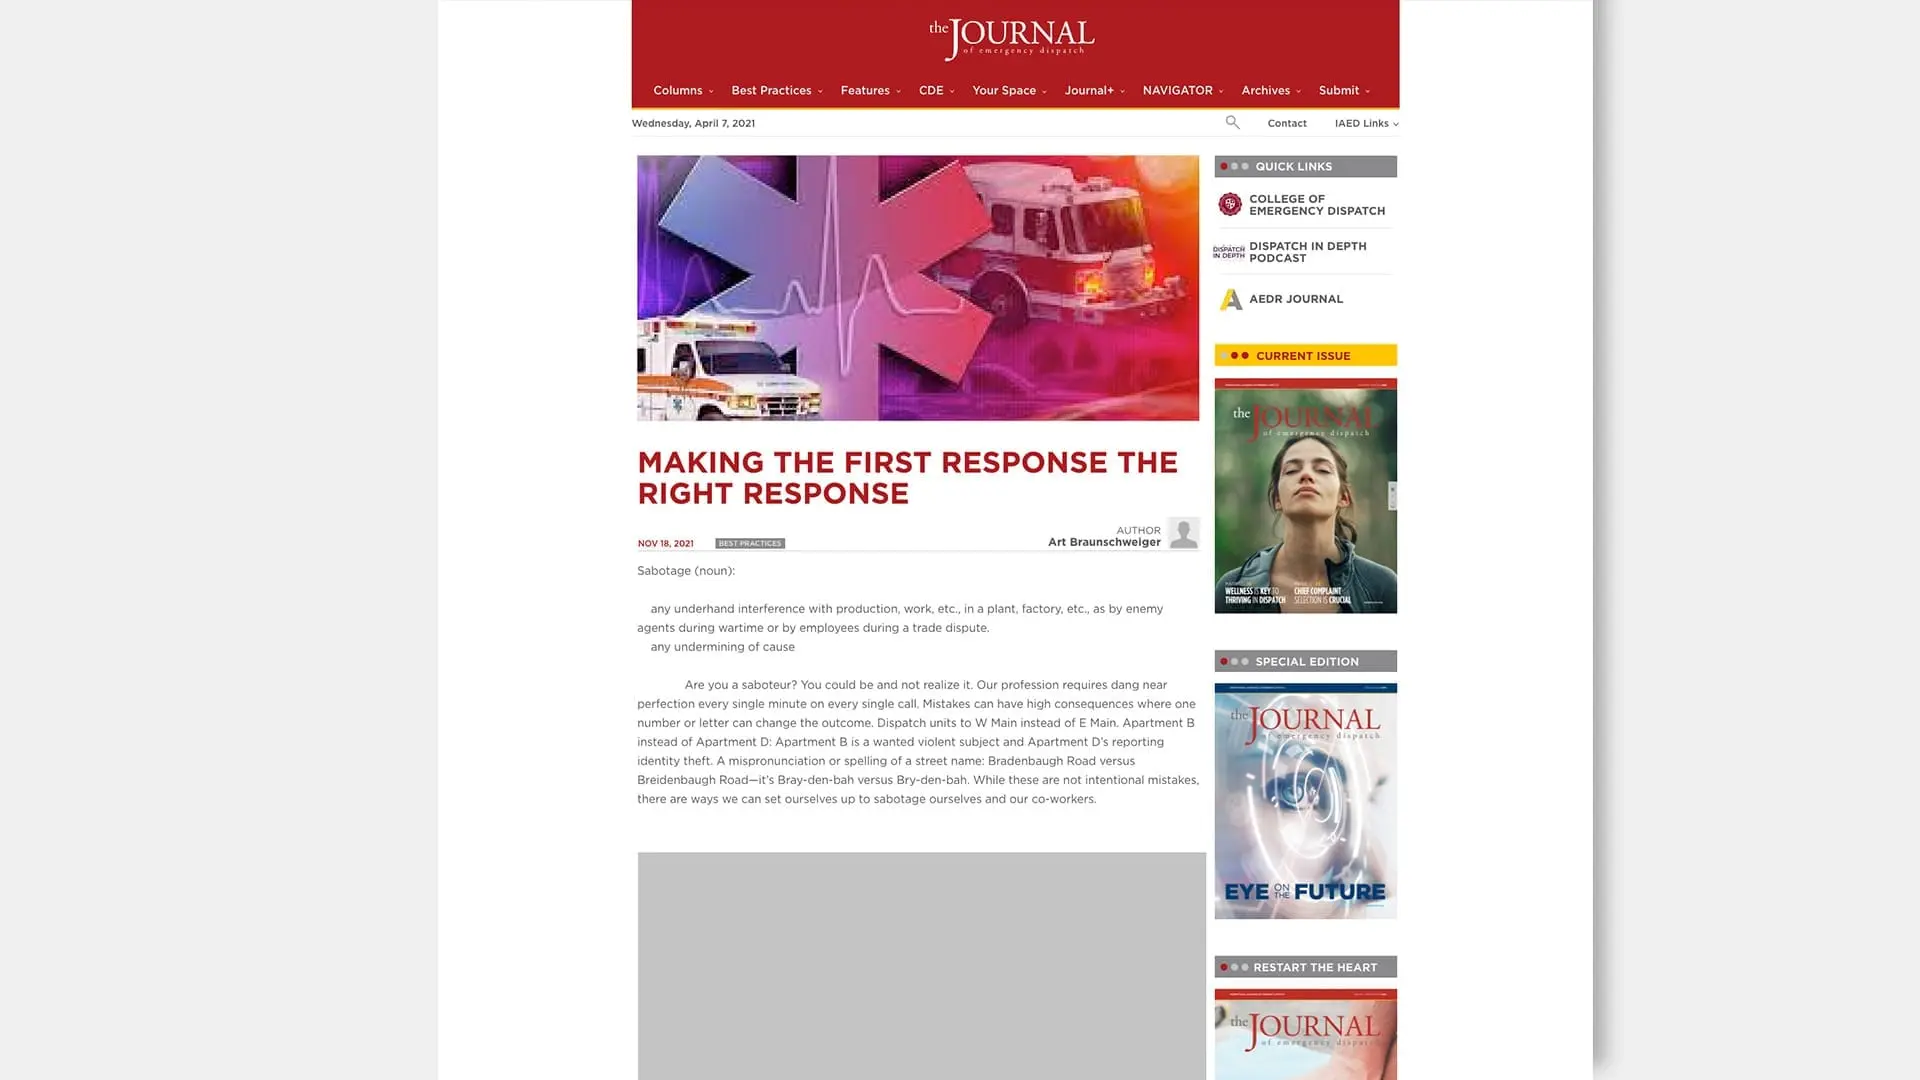 the JOURNAL
of emergency dispatch
Columns Best Practices Features CDE Your Space Journal+ NAVIGATOR Archives Submit
Wednesday, April 7, 2021
Contact IAED Links
MAKING THE FIRST RESPONSE THE
RIGHT RESPONSE
AUTHOR
Art Braunschweiger
NOV 18, 2021 BEST PRACTICES
Sabotage (noun):
any underhand interference with production, work, etc., in a plant, factory, etc., as by enemy
agents during wartime or by employees during a trade dispute.
any undermining of cause
Are you a saboteur? You could be and not realize it. Our profession requires dang near
perfection every single minute on every single call. Mistakes can have high consequences where one
number or letter can change the outcome. Dispatch units to W Main instead of E Main. Apartment B
instead of Apartment D: Apartment B is a wanted violent subject and Apartment D's reporting
identity theft. A mispronunciation or spelling of a street name: Bradenbaugh Road versus
Breidenbaugh Road—it's Bray-den-bah versus Bry-den-bah. While these are not intentional mistakes,
there are ways we can set ourselves up to sabotage ourselves and our co-workers.
QUICK LINKS
COLLEGE OF
EMERGENCY DISPATCH
DISPATCH
IN DEPTH
DISPATCH IN DEPTH
PODCAST
AEDR JOURNAL
CURRENT ISSUE
the JOURNAL
of emergency dispatch
WELLNESS IS KEY TO
THRIVING IN DISPATCH
CHIEF COMPLAINT
SELECTION IS CRUCIAL
SPECIAL EDITION
the JOURNAL
of emergency dispatch
EYE ON THE FUTURE
RESTART THE HEART
the JOURNAL
of emergency dispatch